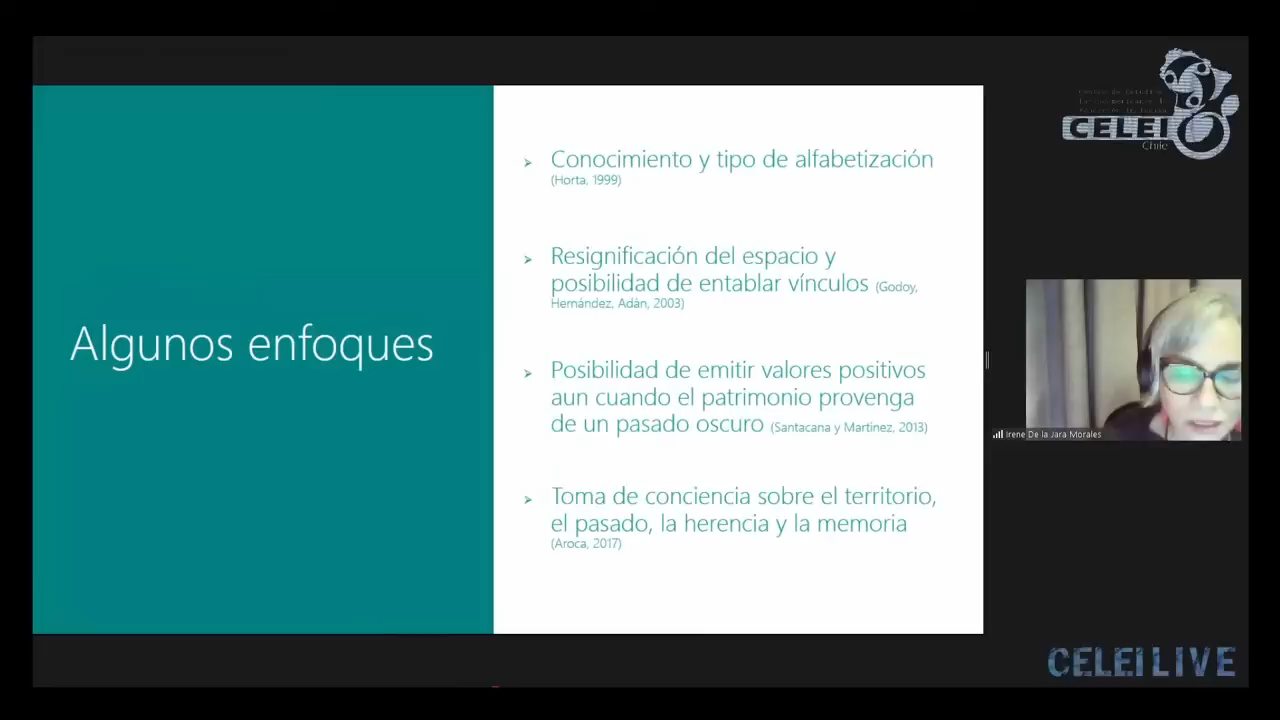 Algunos enfoques
Conocimiento y tipo de alfabetización
(Horta, 1999)
Resignificación del espacio y
posibilidad de entablar vínculos (Godoy,
Hernández, Adán, 2003)
Posibilidad de emitir valores positivos
aun cuando el patrimonio provenga
de un pasado oscuro (Santacana y Martinez, 2013)
Toma de conciencia sobre el territorio,
el pasado, la herencia y la memoria
(Aroca, 2017)
CELEI
Chile
Irene De la Jara Morales
CELEI LIVE